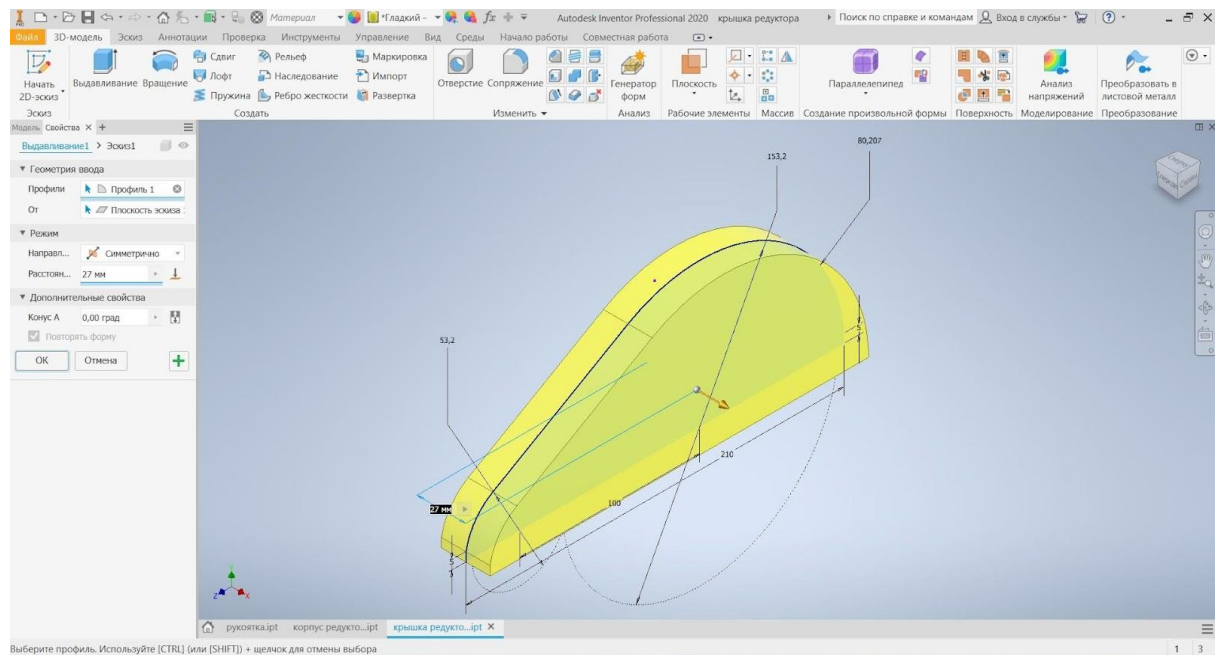 Материал
*Гладкий -
Autodesk Inventor Professional 2020 крышка редуктора
Поиск по справке и командам
Вход в службы
Файл 3D-модель Эскиз Аннотации Проверка Инструменты Управление Вид Среды Начало работы Совместная работа
Начать 2D-эскиз
Выдавливание Вращение
Сдвиг Рельеф Маркировка
Лофт Наследование Импорт
Пружина Ребро жесткости Развертка
Отверстие Сопряжение
Генератор форм
Плоскость
Параллелепипед
Анализ напряжений
Преобразовать в листовой металл
Эскиз Создать Изменить Анализ Рабочие элементы Массив Создание произвольной формы Поверхность Моделирование Преобразование
Модель Свойства × +
Выдавливание1 > Эскиз1
Геометрия ввода
Профили Профиль 1
От Плоскость эскиза
Режим
Направл... Симметрично
Расстоян... 27 мм
Дополнительные свойства
Конус A 0,00 град
Повторять форму
OK Отмена
80,207
153,2
53,2
5
210
100
27 мм
5
Y
Z X
рукоятка.ipt корпус редукто...ipt крышка редукто...ipt ×
Выберите профиль. Используйте [CTRL] (или [SHIFT]) + щелчок для отмены выбора
1 3